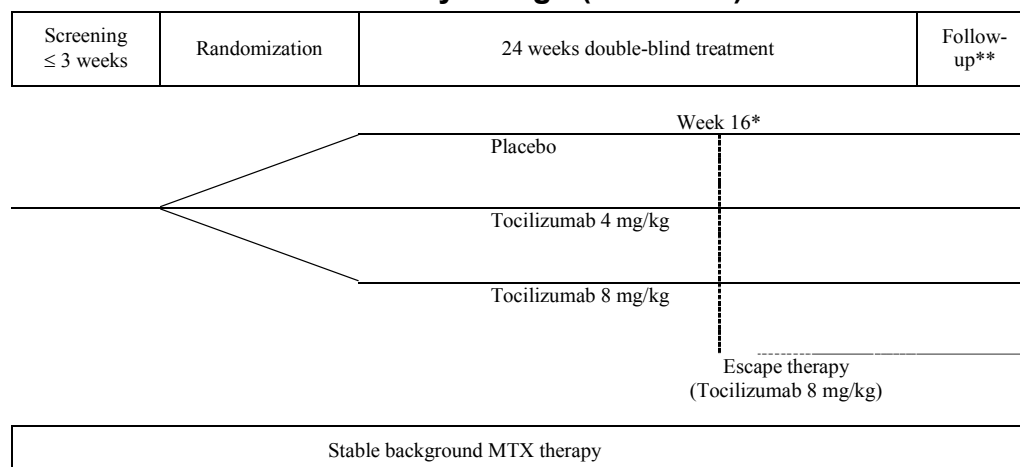 Screening
≤ 3 weeks
Randomization
24 weeks double-blind treatment
Follow-
up**
Week 16*
Placebo
Tocilizumab 4 mg/kg
Tocilizumab 8 mg/kg
Escape therapy
(Tocilizumab 8 mg/kg)
Stable background MTX therapy